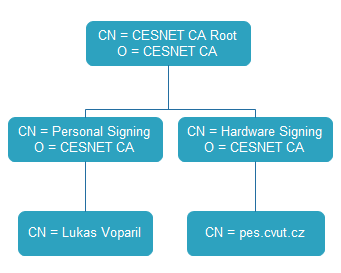 CN = CESNET CA Root
O = CESNET CA
CN = Personal Signing
O = CESNET CA
CN = Hardware Signing
O = CESNET CA
CN = Lukas Voparil
CN = pes.cvut.cz